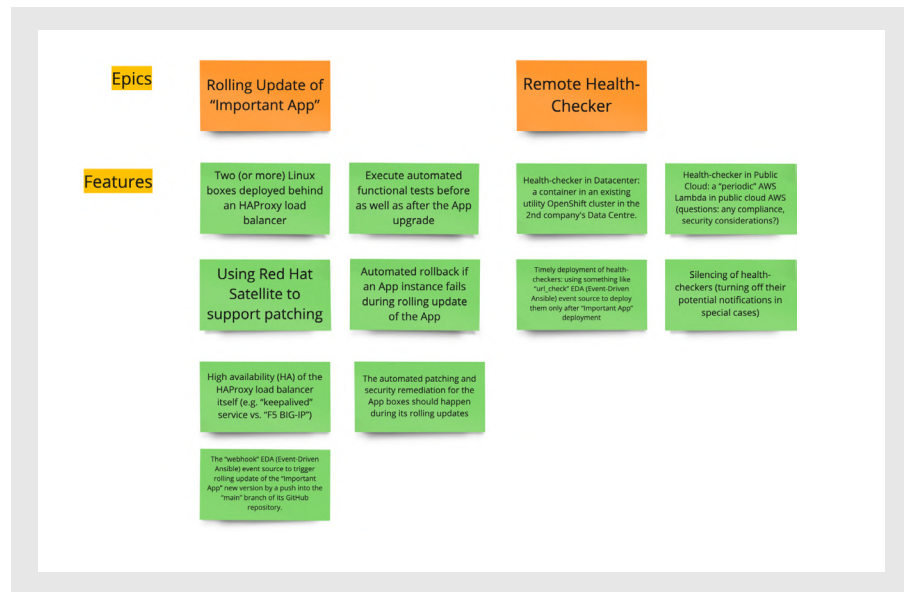 Epics
Rolling Update of
“Important App”
Remote Health-
Checker
Features
Two (or more) Linux
boxes deployed behind
an HAProxy load
balancer
Execute automated
functional tests before
as well as after the App
upgrade
Health-checker in Datacenter:
a container in an existing
utility OpenShift cluster in the
2nd company's Data Centre.
Health-checker in Public
Cloud: a “periodic” AWS
Lambda in public cloud AWS
(questions: any compliance,
security considerations?)
Using Red Hat
Satellite to
support patching
Automated rollback if
an App instance fails
during rolling update
of the App
Timely deployment of health-
checkers: using something like
“url_check” EDA (Event-Driven
Ansible) event source to deploy
them only after “Important App”
deployment
Silencing of health-
checkers (turning off their
potential notifications in
special cases)
High availability (HA) of the
HAProxy load balancer
itself (e.g. “keepalived”
service vs. “F5 BIG-IP”)
The automated patching and
security remediation for the
App boxes should happen
during its rolling updates
The “webhook” EDA (Event-Driven
Ansible) event source to trigger
rolling update of the “Important
App” new version by a push into the
“main” branch of its GitHub
repository.